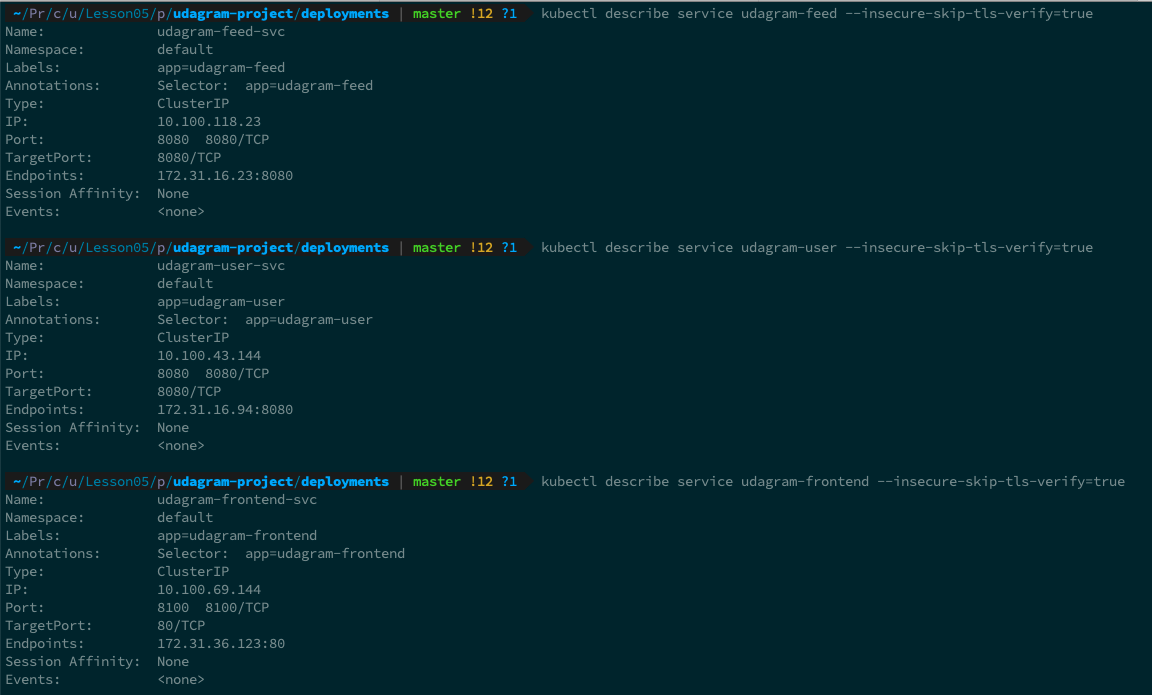 ~/Pr/c/u/Lesson05/p/udagram-project/deployments | master !12 ?1  kubectl describe service udagram-feed --insecure-skip-tls-verify=true
Name:              udagram-feed-svc
Namespace:         default
Labels:            app=udagram-feed
Annotations:       Selector:  app=udagram-feed
Type:              ClusterIP
IP:                10.100.118.23
Port:              8080  8080/TCP
TargetPort:        8080/TCP
Endpoints:         172.31.16.23:8080
Session Affinity:  None
Events:            <none>
~/Pr/c/u/Lesson05/p/udagram-project/deployments | master !12 ?1  kubectl describe service udagram-user --insecure-skip-tls-verify=true
Name:              udagram-user-svc
Namespace:         default
Labels:            app=udagram-user
Annotations:       Selector:  app=udagram-user
Type:              ClusterIP
IP:                10.100.43.144
Port:              8080  8080/TCP
TargetPort:        8080/TCP
Endpoints:         172.31.16.94:8080
Session Affinity:  None
Events:            <none>
~/Pr/c/u/Lesson05/p/udagram-project/deployments | master !12 ?1  kubectl describe service udagram-frontend --insecure-skip-tls-verify=true
Name:              udagram-frontend-svc
Namespace:         default
Labels:            app=udagram-frontend
Annotations:       Selector:  app=udagram-frontend
Type:              ClusterIP
IP:                10.100.69.144
Port:              8100  8100/TCP
TargetPort:        80/TCP
Endpoints:         172.31.36.123:80
Session Affinity:  None
Events:            <none>